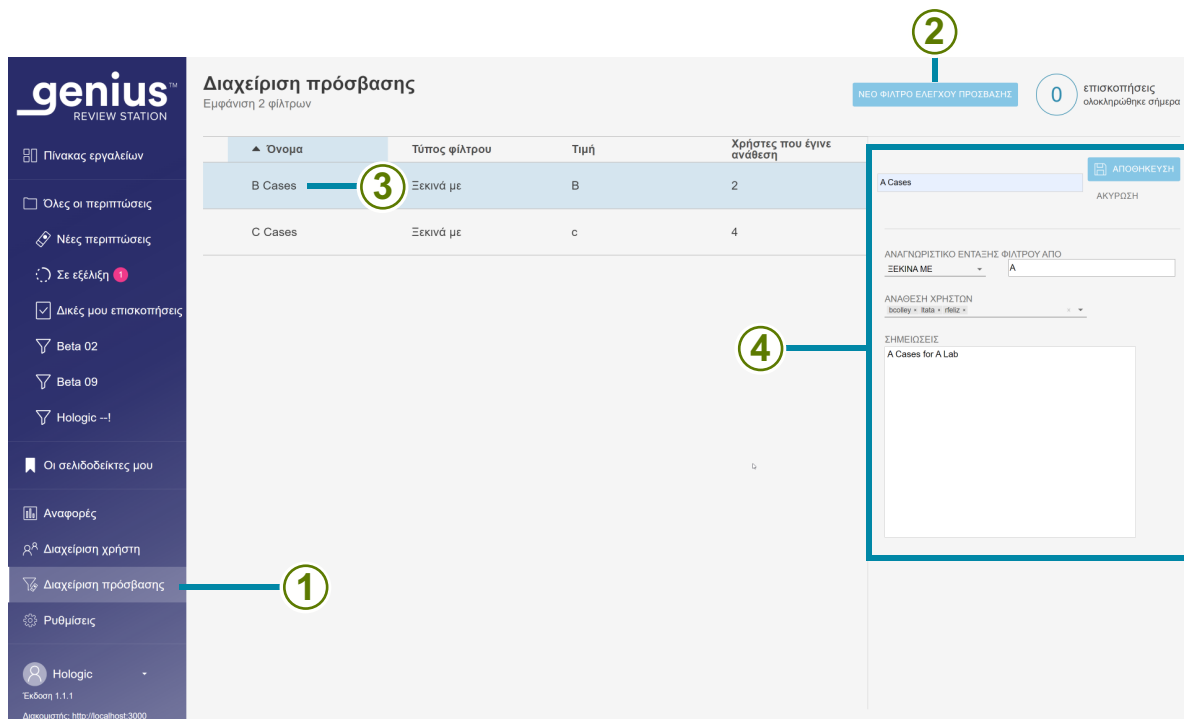 2
genius™
REVIEW STATION
Διαχείριση πρόσβασης
Εμφάνιση 2 φίλτρων
ΝΕΟ ΦΙΛΤΡΟ ΕΛΕΓΧΟΥ ΠΡΟΣΒΑΣΗΣ
0
επισκοπήσεις
ολοκληρώθηκε σήμερα
Πίνακας εργαλείων
Όλες οι περιπτώσεις
Νέες περιπτώσεις
Σε εξέλιξη 1
Δικές μου επισκοπήσεις
Beta 02
Beta 09
Hologic --!
Οι σελιδοδείκτες μου
Αναφορές
Διαχείριση χρήστη
Διαχείριση πρόσβασης
Ρυθμίσεις
Hologic
Έκδοση 1.1.1
Διακομιστής: http://localhost:3000
1
Όνομα Τύπος φίλτρου Τιμή Χρήστες που έγινε
ανάθεση
B Cases 3 Ξεκινά με B 2
C Cases Ξεκινά με c 4
4
ΑΠΟΘΗΚΕΥΣΗ
A Cases
ΑΚΥΡΩΣΗ
ΑΝΑΓΝΩΡΙΣΤΙΚΟ ΕΝΤΑΞΗΣ ΦΙΛΤΡΟΥ ΑΠΟ
ΞΕΚΙΝΑ ΜΕ A
ΑΝΑΘΕΣΗ ΧΡΗΣΤΩΝ
bcolley × ltata × rfeliz ×
ΣΗΜΕΙΩΣΕΙΣ
A Cases for A Lab